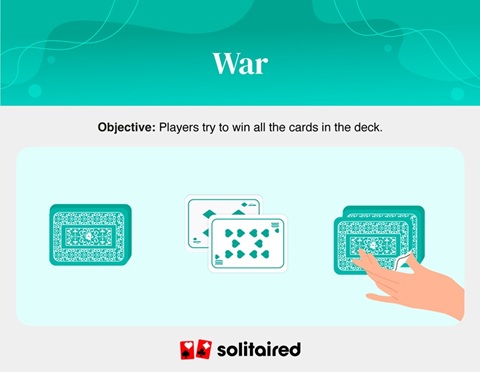 War
Objective: Players try to win all the cards in the deck.
solitaired